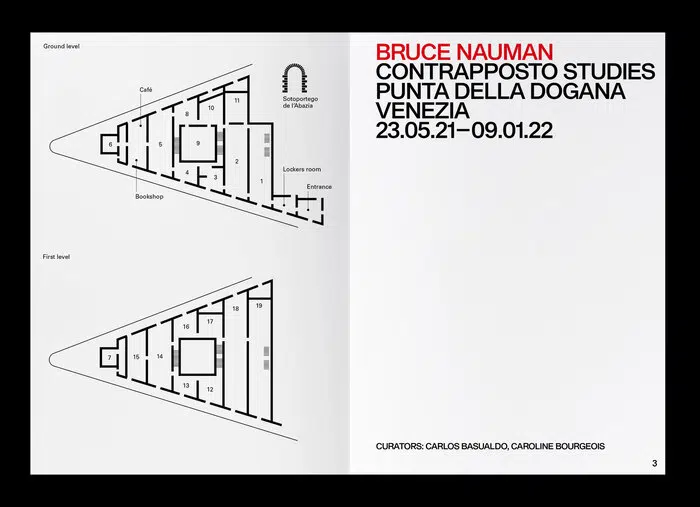 Ground level
Sotoportego
de l'Abazia
Café
11
10
8
6
5
9
2
4
3
1
Lockers room
Entrance
Bookshop
First level
19
18
17
16
7
15
14
13
12
BRUCE NAUMAN
CONTRAPPOSTO STUDIES
PUNTA DELLA DOGANA
VENEZIA
23.05.21–09.01.22
CURATORS: CARLOS BASUALDO, CAROLINE BOURGEOIS
3